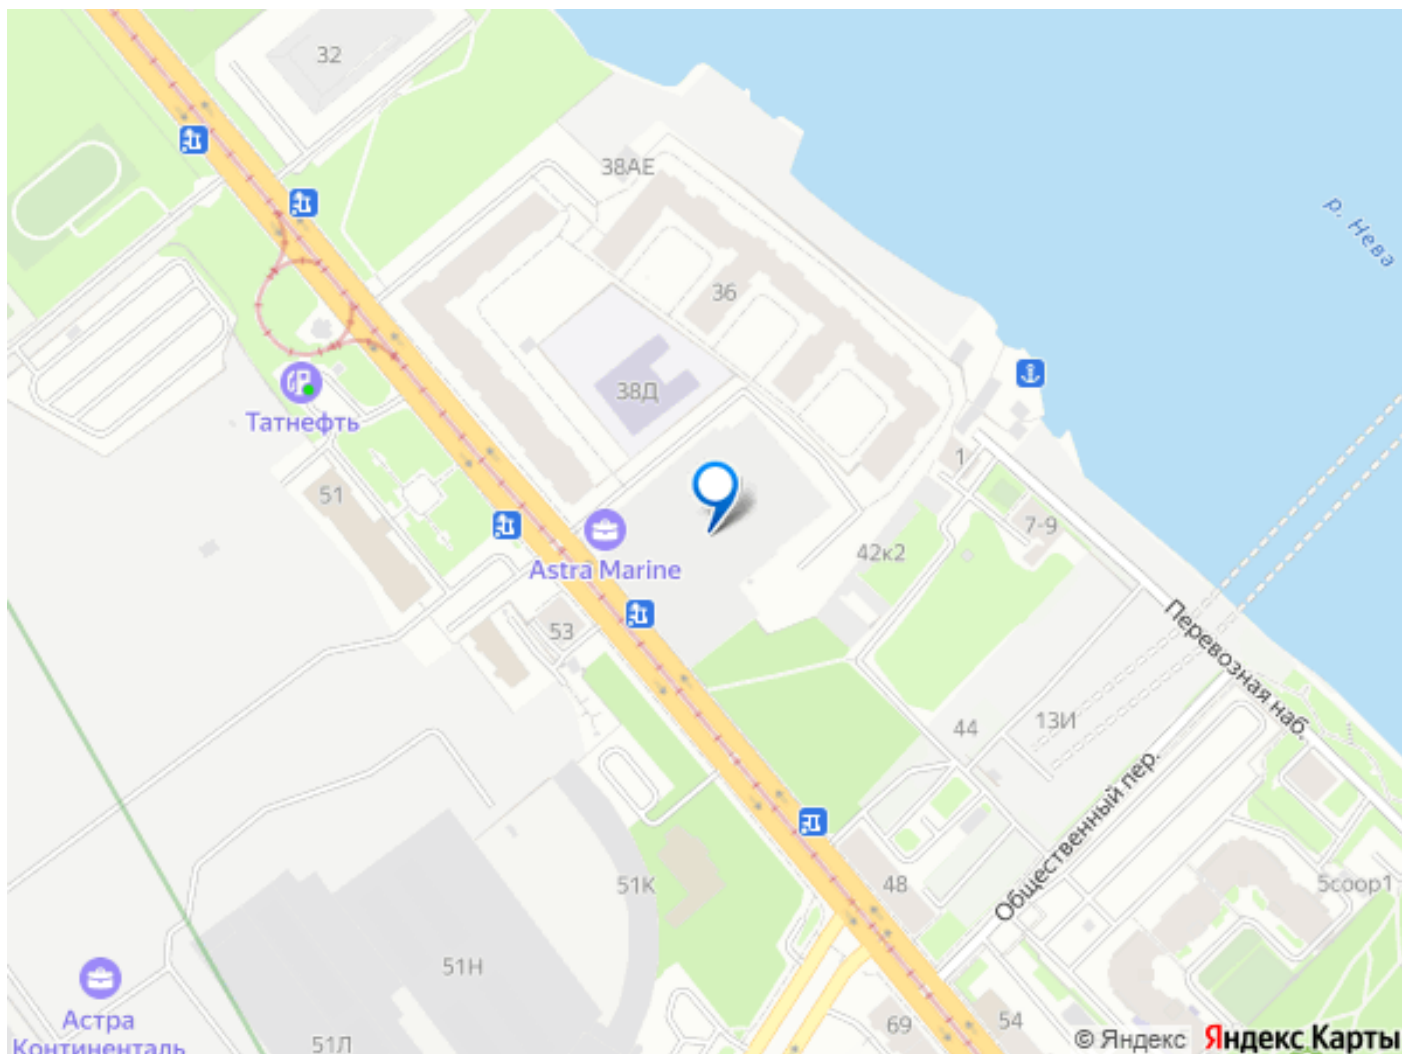 32
38АЕ
р. Нева
36
38Д
Татнефть
51
1
7-9
42к2
Astra Marine
53
Перевозная наб.
44
13И
Общественный пер.
48
51К
5соор1
51Н
Астра
Континенталь
51Л
69
54
© Яндекс Яндекс Карты